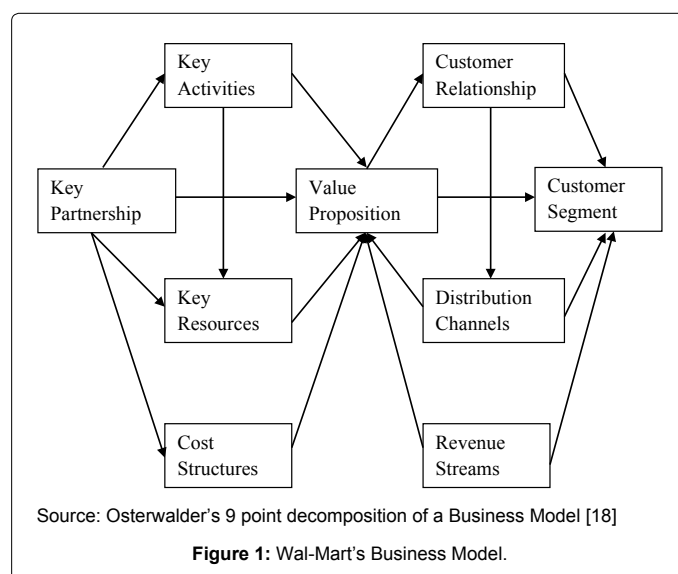 Key
Activities
Customer
Relationship
Key
Partnership
Value
Proposition
Customer
Segment
Key
Resources
Distribution
Channels
Cost
Structures
Revenue
Streams
Source: Osterwalder's 9 point decomposition of a Business Model [18]
Figure 1: Wal-Mart's Business Model.